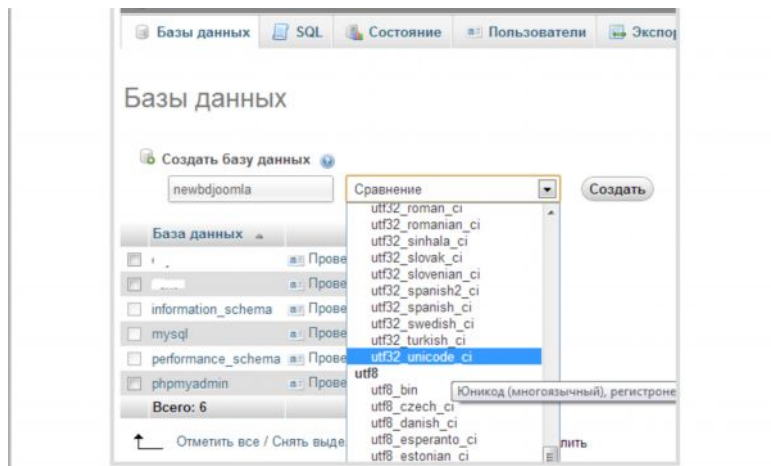 Базы данных SQL Состояние Пользователи Экспор
Базы данных
Создать базу данных
newbdjoomla Сравнение Создать
utf32_roman_ci
utf32_romanian_ci
База данных
utf32_sinhala_ci
utf32_slovak_ci
Прове
utf32_slovenian_ci
utf32_spanish2_ci
Прове
utf32_spanish_ci
information_schema Прове
utf32_swedish_ci
mysql Прове
utf32_turkish_ci
performance_schema Прове
utf32_unicode_ci
utf8
phpmyadmin Прове
utf8_bin
Юникод (многоязычный), регистроне
Всего: 6
utf8_czech_ci
utf8_danish_ci
utf8_esperanto_ci
Отметить все / Снять выде. лить
utf8_estonian_ci